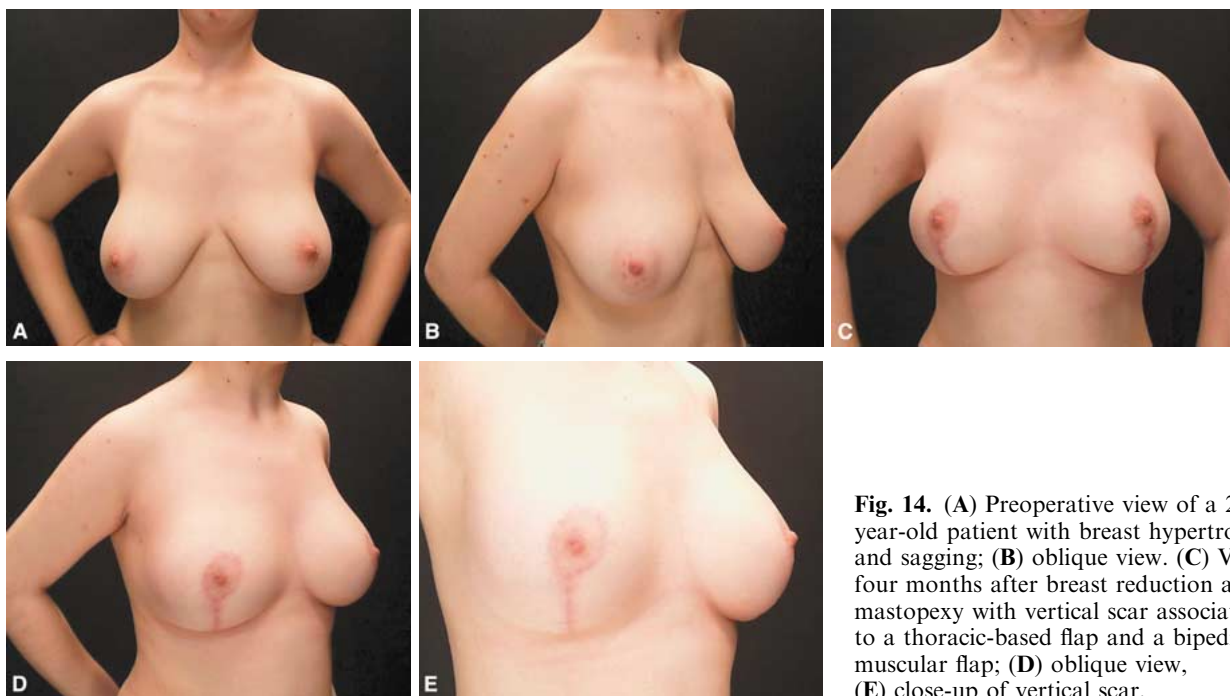 A
B
C
D
E
Fig. 14. (A) Preoperative view of a 2
year-old patient with breast hypertro
and sagging; (B) oblique view. (C) V
four months after breast reduction a
mastopexy with vertical scar associa
to a thoracic-based flap and a biped
muscular flap; (D) oblique view,
(E) close-up of vertical scar.